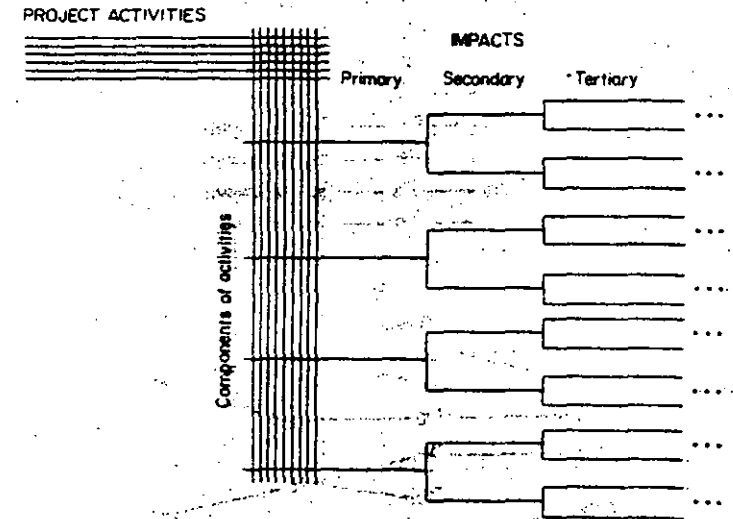 PROJECT ACTIVITIES
IMPACTS
Primary Secondary Tertiary
Components of activities